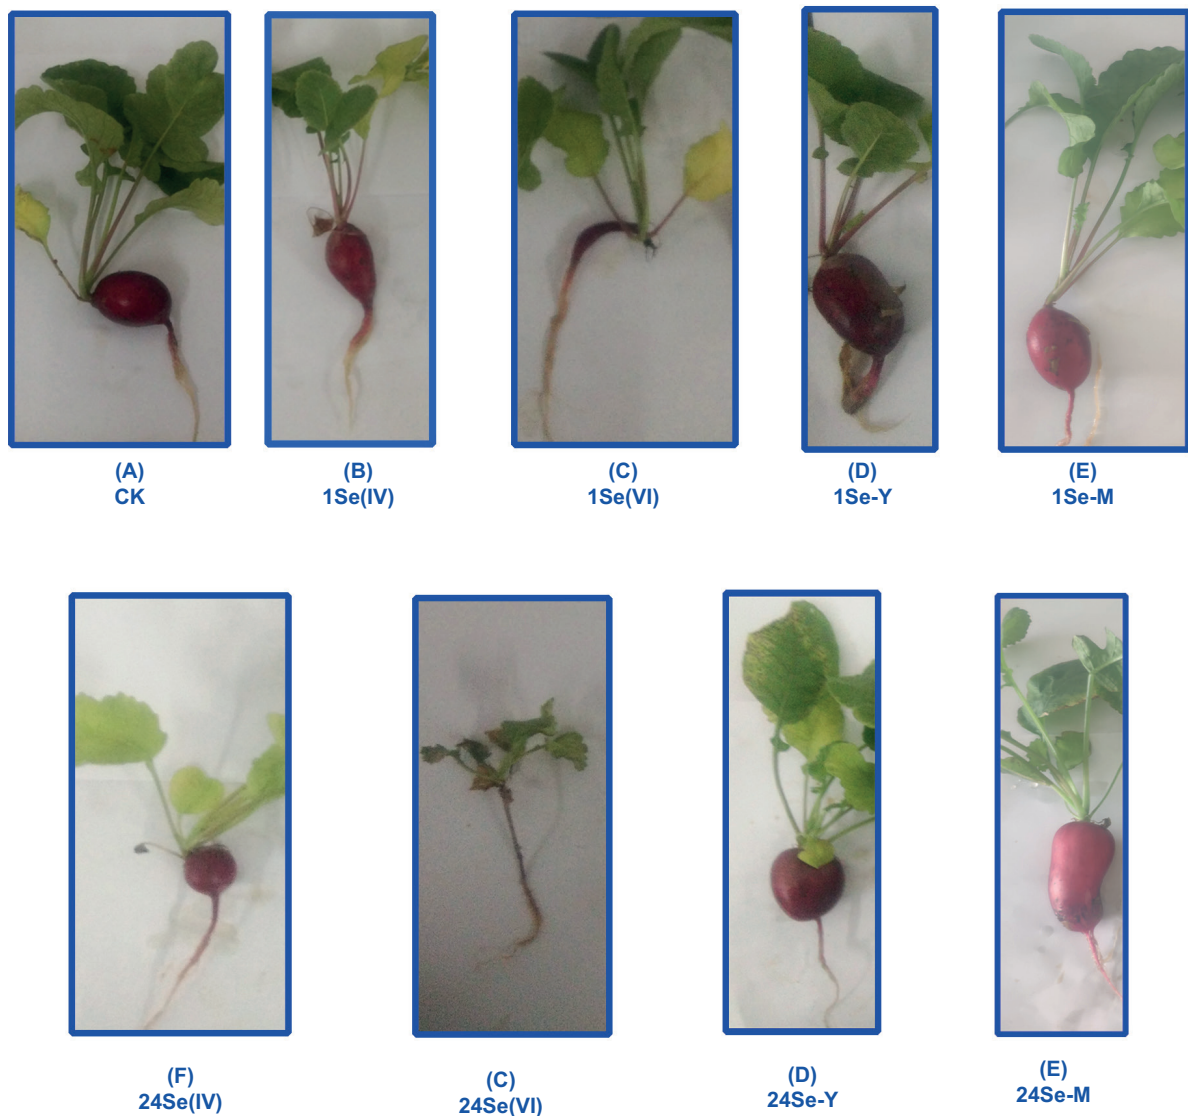 (A)
CK
(B)
1Se(IV)
(C)
1Se(VI)
(D)
1Se-Y
(E)
1Se-M
(F)
24Se(IV)
(C)
24Se(VI)
(D)
24Se-Y
(E)
24Se-M